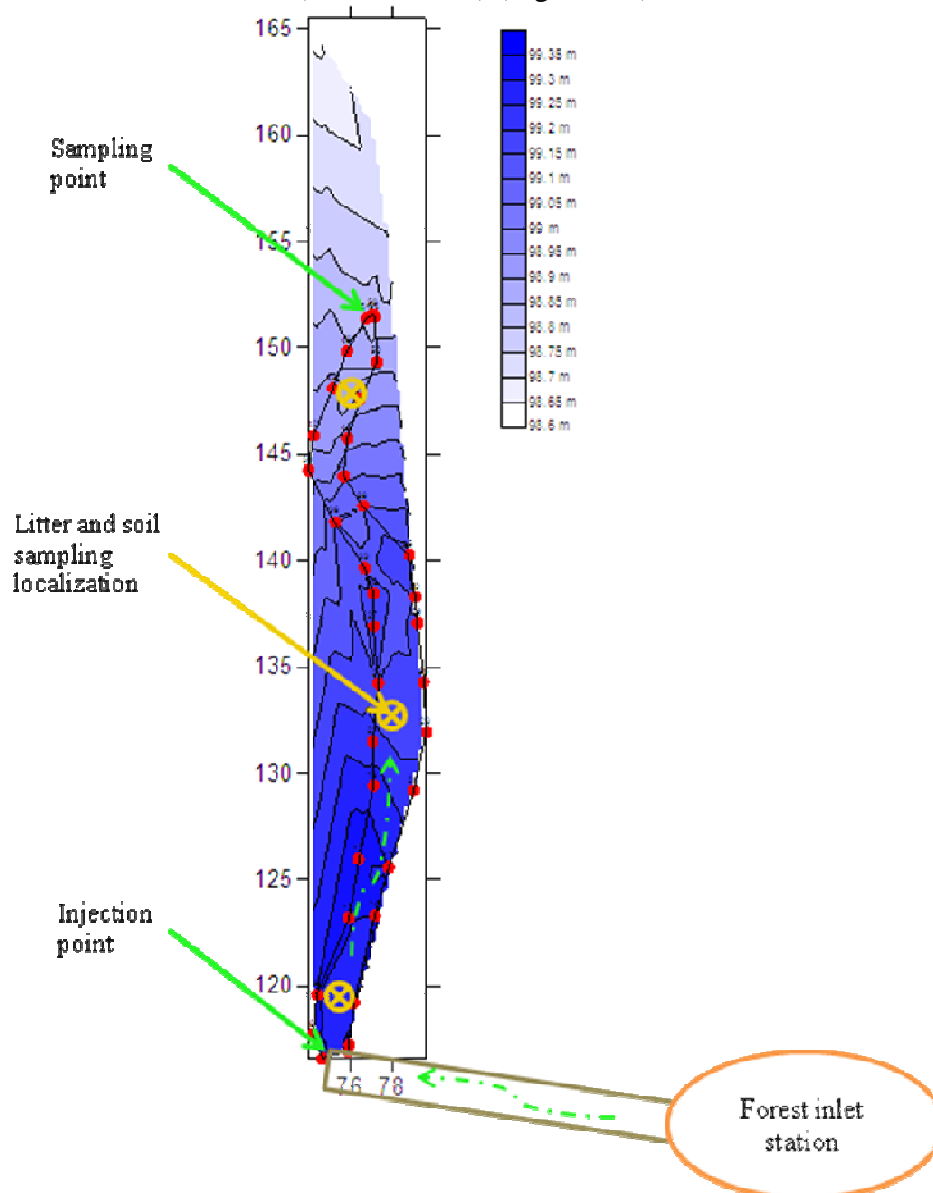 165
160
155
150
145
140
135
130
125
120
76 78
99.35 m
99.3 m
99.25 m
99.2 m
99.15 m
99.1 m
99.05 m
99 m
98.95 m
98.9 m
98.85 m
98.8 m
98.75 m
98.7 m
98.65 m
98.6 m
Sampling
point
Litter and soil
sampling
localization
Injection
point
Forest inlet
station